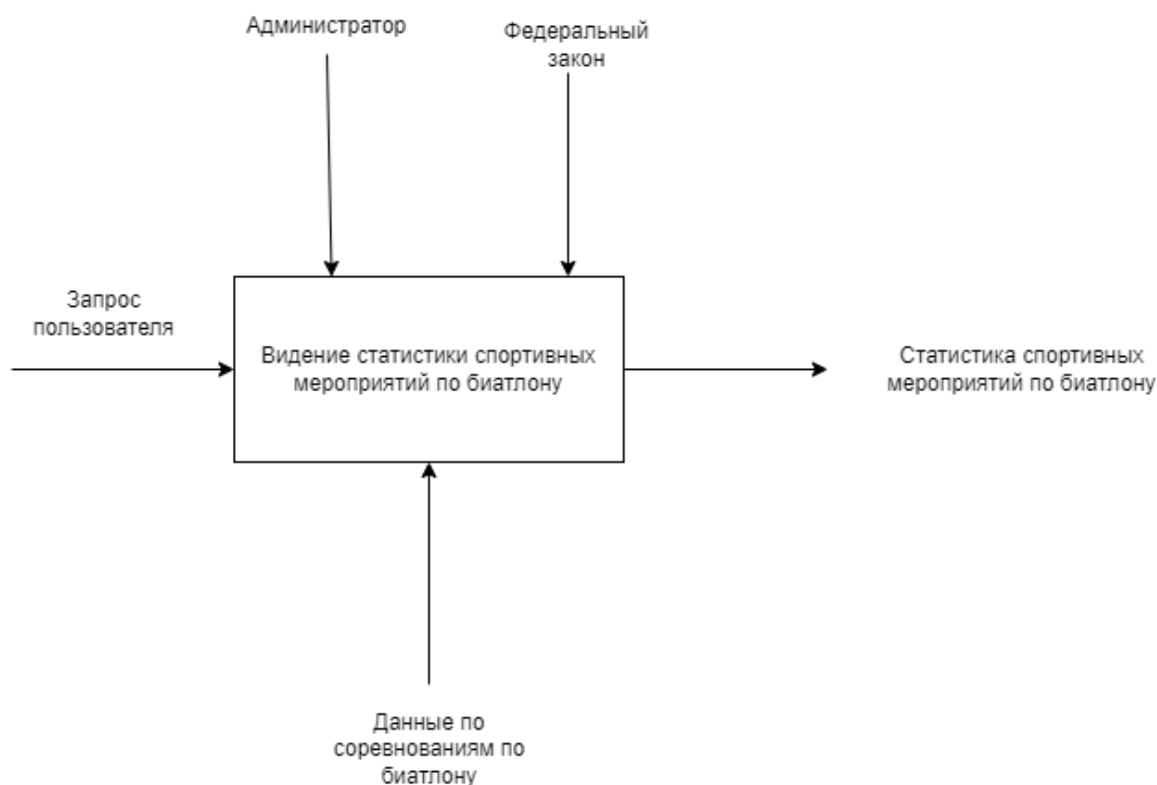 Администратор
Федеральный
закон
Запрос
пользователя
Видение статистики спортивных
мероприятий по биатлону
Статистика спортивных
мероприятий по биатлону
Данные по
соревнованиям по
биатлону